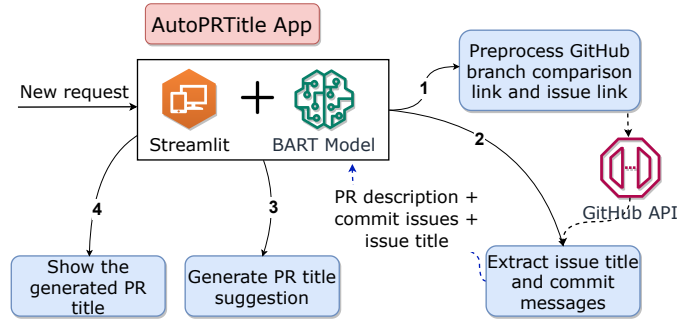 AutoPRTitle App
New request
Streamlit
+
BART Model
1
Preprocess GitHub
branch comparison
link and issue link
2
GitHub API
PR description +
commit issues +
issue title
3
4
Show the
generated PR
title
Generate PR title
suggestion
Extract issue title
and commit
messages